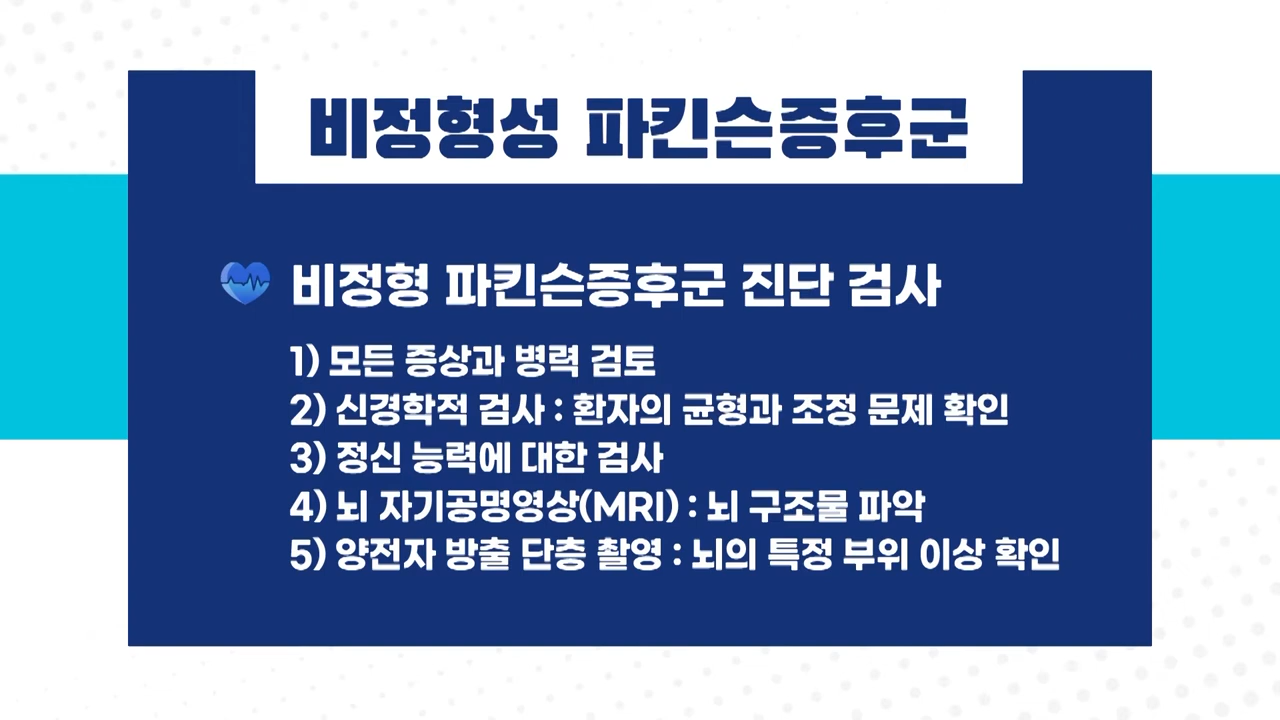 비정형성 파킨슨증후군
비정형 파킨슨증후군 진단 검사
1) 모든 증상과 병력 검토
2) 신경학적 검사 : 환자의 균형과 조정 문제 확인
3) 정신 능력에 대한 검사
4) 뇌 자기공명영상(MRI) : 뇌 구조물 파악
5) 양전자 방출 단층 촬영 : 뇌의 특정 부위 이상 확인